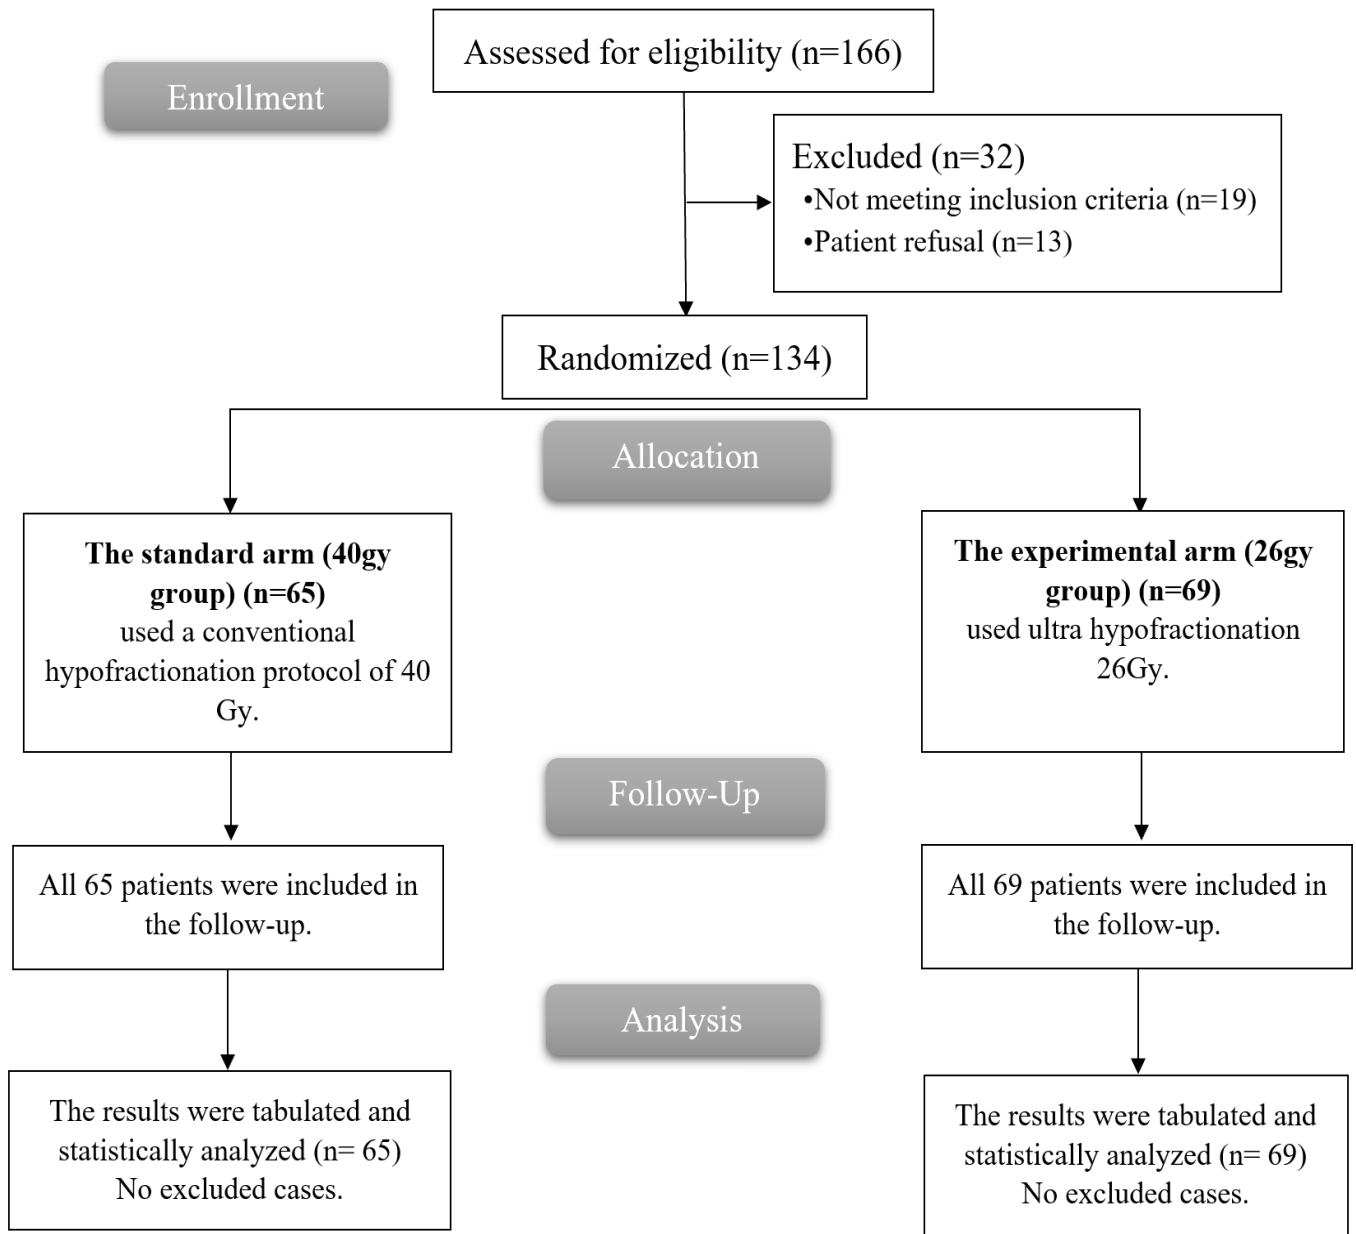 Assessed for eligibility (n=166)
Enrollment
Excluded (n=32)
•Not meeting inclusion criteria (n=19)
•Patient refusal (n=13)
Randomized (n=134)
Allocation
The standard arm (40gy
group) (n=65)
used a conventional
hypofractionation protocol of 40
Gy.
The experimental arm (26gy
group) (n=69)
used ultra hypofractionation
26Gy.
Follow-Up
All 65 patients were included in
the follow-up.
All 69 patients were included in
the follow-up.
Analysis
The results were tabulated and
statistically analyzed (n= 65)
No excluded cases.
The results were tabulated and
statistically analyzed (n= 69)
No excluded cases.